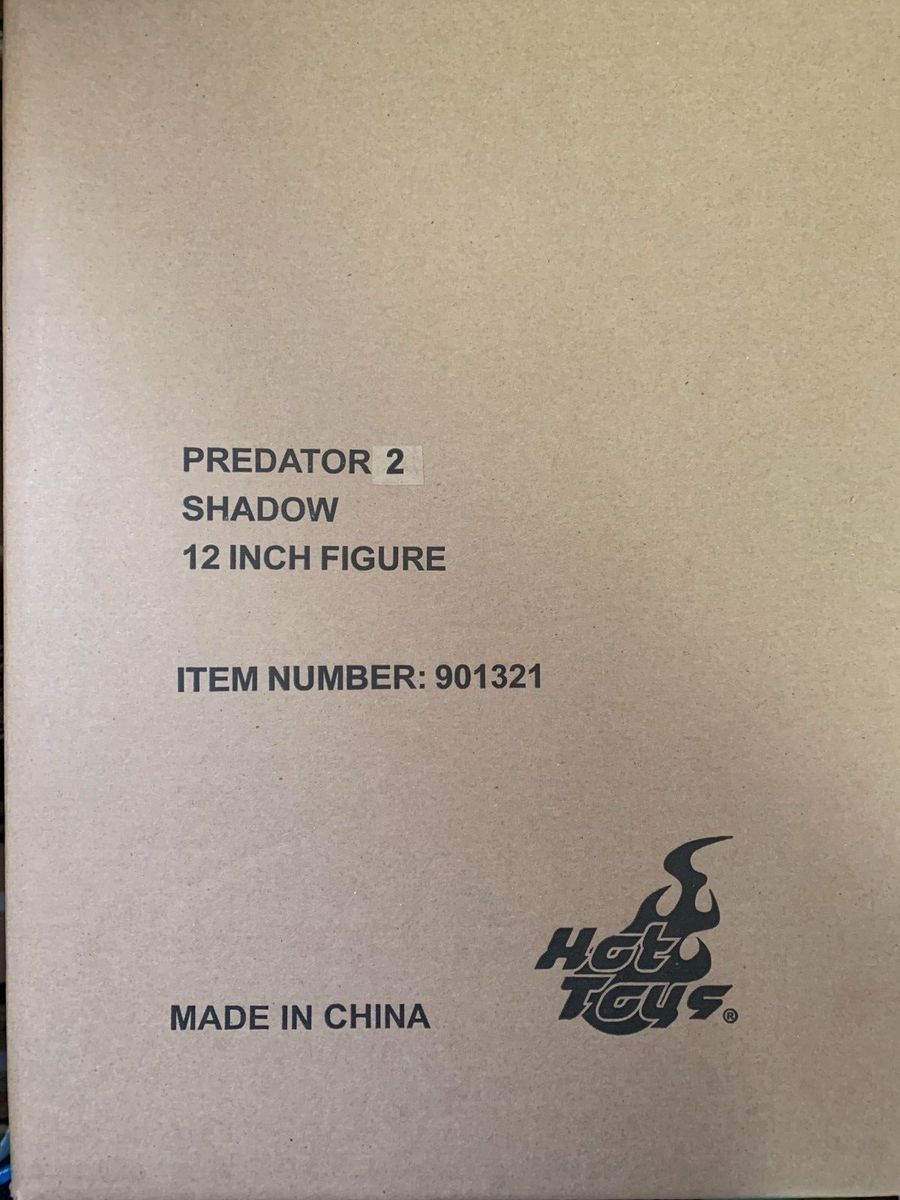 PREDATOR 2
SHADOW
12 INCH FIGURE
ITEM NUMBER: 901321
Hot
Toys®
MADE IN CHINA